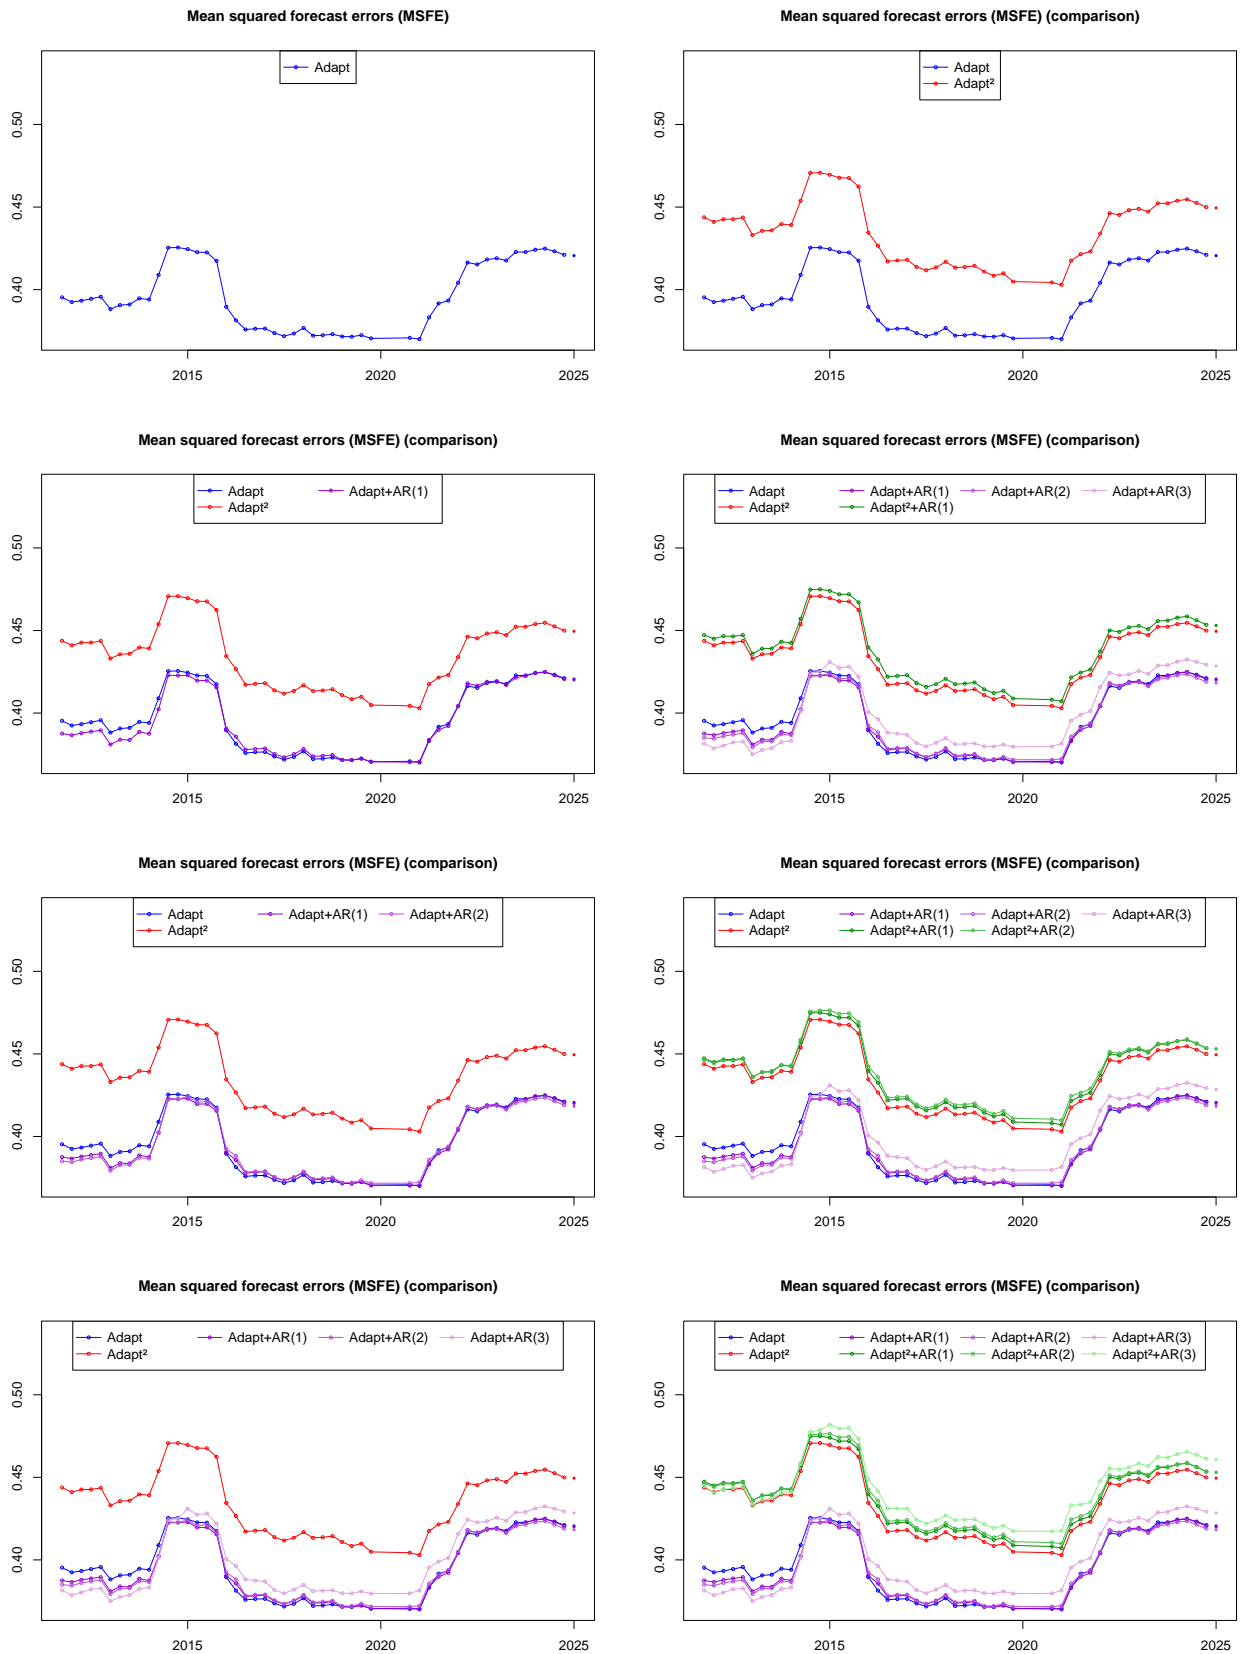 Mean squared forecast errors (MSFE)
Adapt
0.40 0.45 0.50
2015 2020 2025
Mean squared forecast errors (MSFE) (comparison)
Adapt
Adapt²
0.40 0.45 0.50
2015 2020 2025
Mean squared forecast errors (MSFE) (comparison)
Adapt Adapt+AR(1)
Adapt²
0.40 0.45 0.50
2015 2020 2025
Mean squared forecast errors (MSFE) (comparison)
Adapt Adapt+AR(1) Adapt+AR(2) Adapt+AR(3)
Adapt² Adapt²+AR(1)
0.40 0.45 0.50
2015 2020 2025
Mean squared forecast errors (MSFE) (comparison)
Adapt Adapt+AR(1) Adapt+AR(2)
Adapt²
0.40 0.45 0.50
2015 2020 2025
Mean squared forecast errors (MSFE) (comparison)
Adapt Adapt+AR(1) Adapt+AR(2) Adapt+AR(3)
Adapt² Adapt²+AR(1) Adapt²+AR(2)
0.40 0.45 0.50
2015 2020 2025
Mean squared forecast errors (MSFE) (comparison)
Adapt Adapt+AR(1) Adapt+AR(2) Adapt+AR(3)
Adapt²
0.40 0.45 0.50
2015 2020 2025
Mean squared forecast errors (MSFE) (comparison)
Adapt Adapt+AR(1) Adapt+AR(2) Adapt+AR(3)
Adapt² Adapt²+AR(1) Adapt²+AR(2) Adapt²+AR(3)
0.40 0.45 0.50
2015 2020 2025